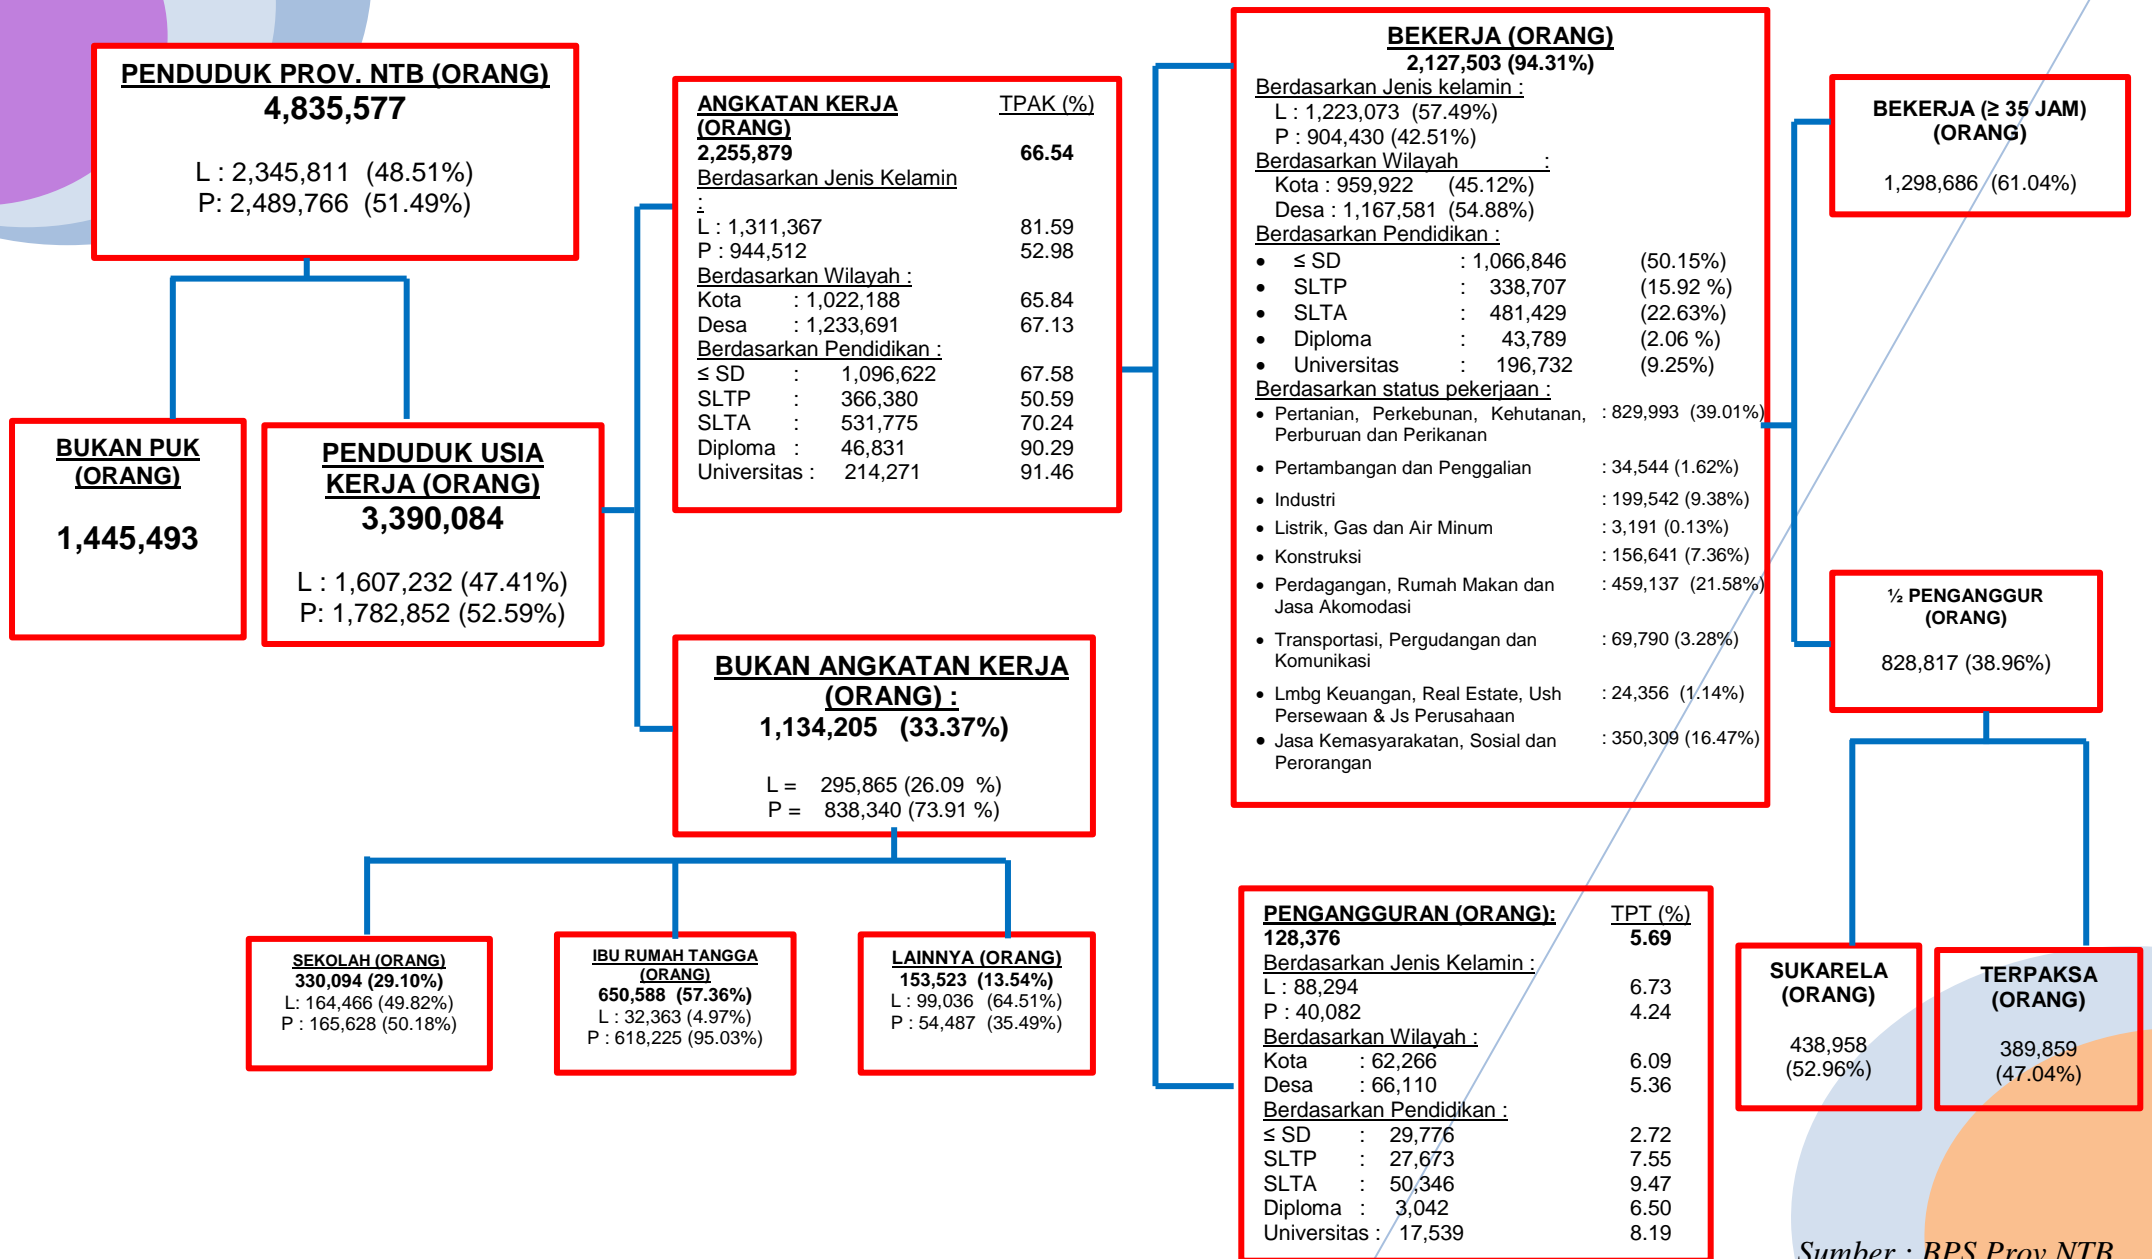 PENDUDUK PROV. NTB (ORANG)
4,835,577
L : 2,345,811 (48.51%)
P: 2,489,766 (51.49%)
BUKAN PUK
(ORANG)
1,445,493
PENDUDUK USIA
KERJA (ORANG)
3,390,084
L : 1,607,232 (47.41%)
P: 1,782,852 (52.59%)
ANGKATAN KERJA TPAK (%)
(ORANG)
2,255,879 66.54
Berdasarkan Jenis Kelamin
:
L : 1,311,367 81.59
P : 944,512 52.98
Berdasarkan Wilayah :
Kota : 1,022,188 65.84
Desa : 1,233,691 67.13
Berdasarkan Pendidikan :
≤ SD : 1,096,622 67.58
SLTP : 366,380 50.59
SLTA : 531,775 70.24
Diploma : 46,831 90.29
Universitas : 214,271 91.46
BUKAN ANGKATAN KERJA
(ORANG) :
1,134,205 (33.37%)
L = 295,865 (26.09 %)
P = 838,340 (73.91 %)
SEKOLAH (ORANG)
330,094 (29.10%)
L: 164,466 (49.82%)
P : 165,628 (50.18%)
IBU RUMAH TANGGA
(ORANG)
650,588 (57.36%)
L : 32,363 (4.97%)
P : 618,225 (95.03%)
LAINNYA (ORANG)
153,523 (13.54%)
L : 99,036 (64.51%)
P : 54,487 (35.49%)
BEKERJA (ORANG)
2,127,503 (94.31%)
Berdasarkan Jenis kelamin :
L : 1,223,073 (57.49%)
P : 904,430 (42.51%)
Berdasarkan Wilayah :
Kota : 959,922 (45.12%)
Desa : 1,167,581 (54.88%)
Berdasarkan Pendidikan :
• ≤ SD : 1,066,846 (50.15%)
• SLTP : 338,707 (15.92 %)
• SLTA : 481,429 (22.63%)
• Diploma : 43,789 (2.06 %)
• Universitas : 196,732 (9.25%)
Berdasarkan status pekerjaan :
• Pertanian, Perkebunan, Kehutanan, : 829,993 (39.01%)
Perburuan dan Perikanan
• Pertambangan dan Penggalian : 34,544 (1.62%)
• Industri : 199,542 (9.38%)
• Listrik, Gas dan Air Minum : 3,191 (0.13%)
• Konstruksi : 156,641 (7.36%)
• Perdagangan, Rumah Makan dan : 459,137 (21.58%)
Jasa Akomodasi
• Transportasi, Pergudangan dan : 69,790 (3.28%)
Komunikasi
• Lmbg Keuangan, Real Estate, Ush : 24,356 (1.14%)
Persewaan & Js Perusahaan
• Jasa Kemasyarakatan, Sosial dan : 350,309 (16.47%)
Perorangan
PENGANGGURAN (ORANG): TPT (%)
128,376 5.69
Berdasarkan Jenis Kelamin :
L : 88,294 6.73
P : 40,082 4.24
Berdasarkan Wilayah :
Kota : 62,266 6.09
Desa : 66,110 5.36
Berdasarkan Pendidikan :
≤ SD : 29,776 2.72
SLTP : 27,673 7.55
SLTA : 50,346 9.47
Diploma : 3,042 6.50
Universitas : 17,539 8.19
BEKERJA (≥ 35 JAM)
(ORANG)
1,298,686 (61.04%)
½ PENGANGGUR
(ORANG)
828,817 (38.96%)
SUKARELA
(ORANG)
438,958
(52.96%)
TERPAKSA
(ORANG)
389,859
(47.04%)
Sumber : BPS Prov NTB